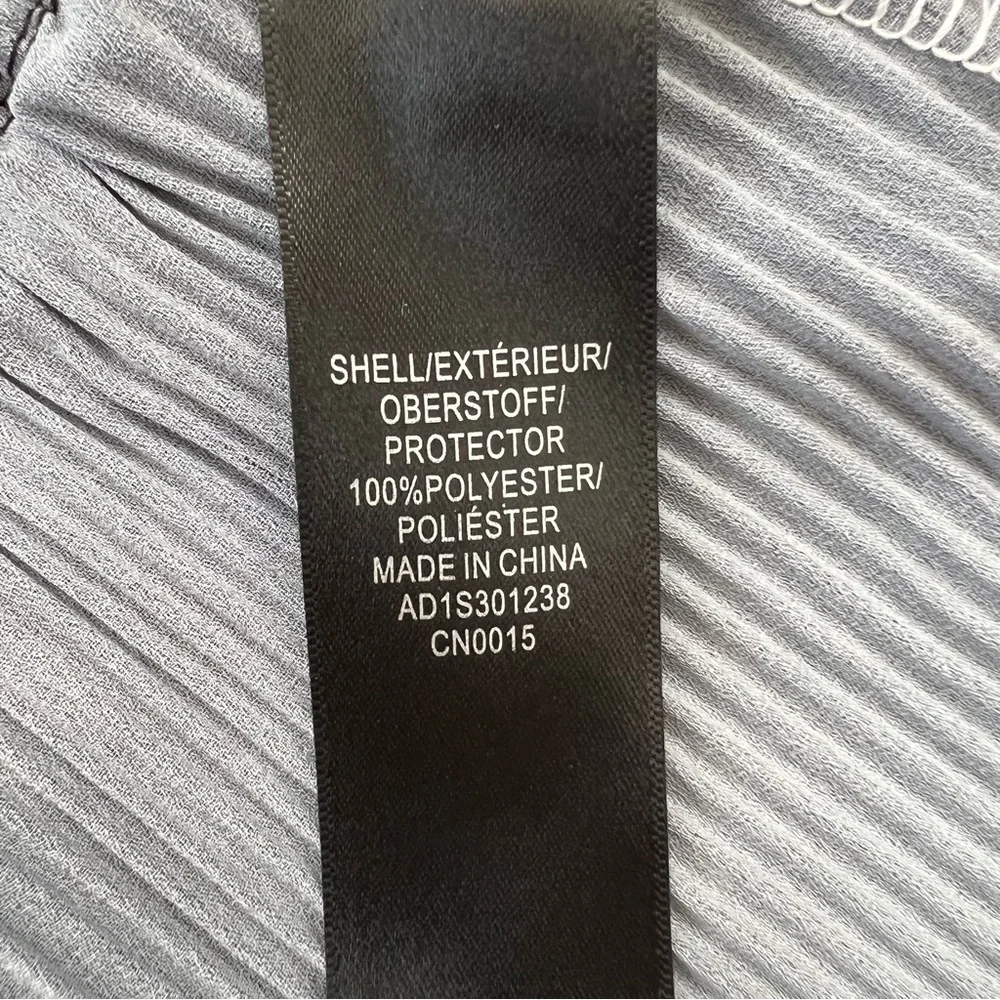 SHELL/EXTÉRIEUR/
OBERSTOFF/
PROTECTOR
100%POLYESTER/
POLIÉSTER
MADE IN CHINA
AD1S301238
CN0015